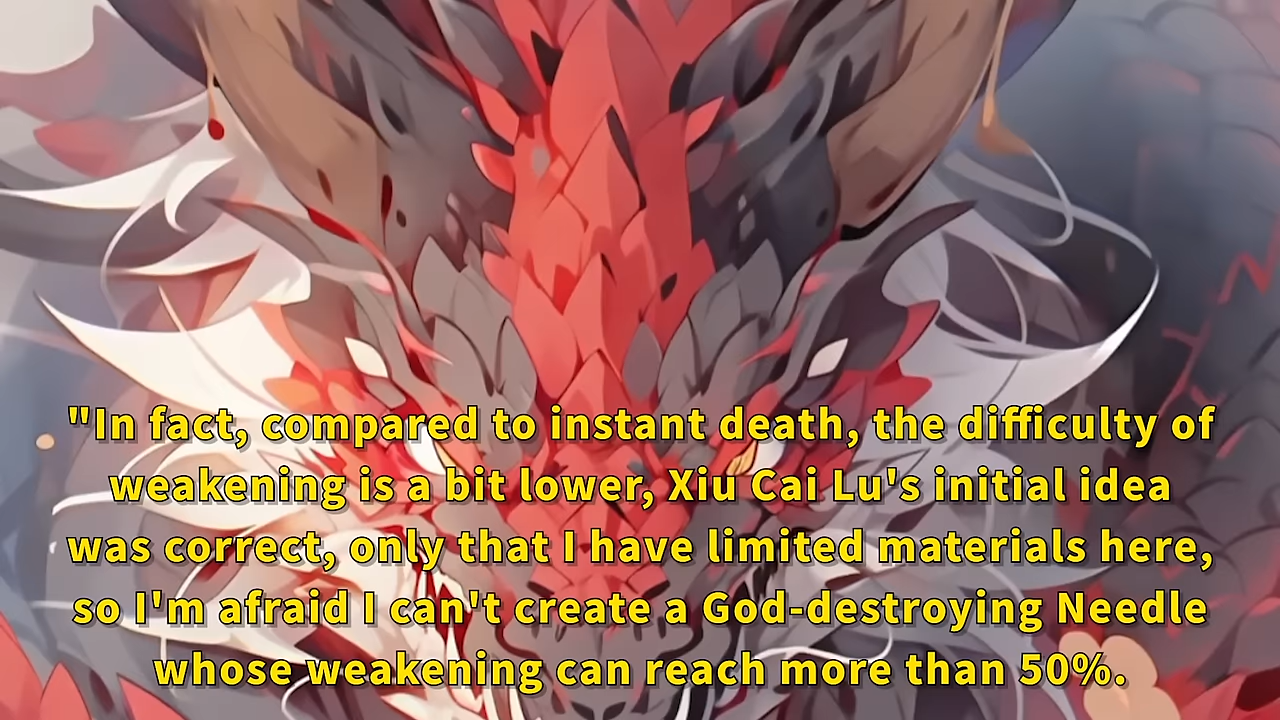 "In fact, compared to instant death, the difficulty of
weakening is a bit lower, Xiu Cai Lu's initial idea
was correct, only that I have limited materials here,
so I'm afraid I can't create a God-destroying Needle
whose weakening can reach more than 50%.